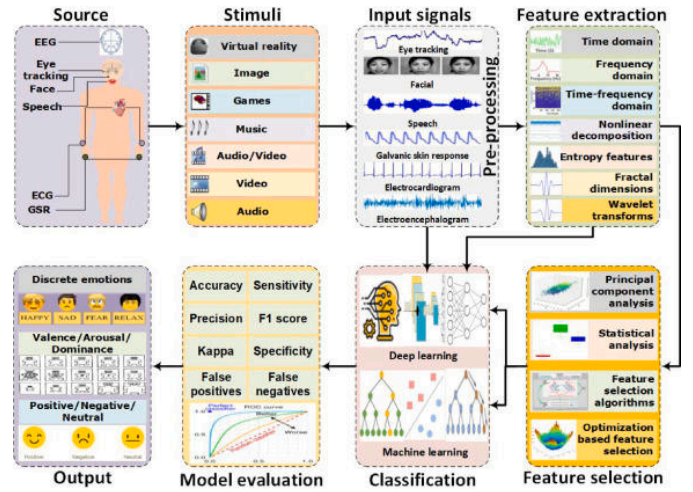 Source
EEG
Eye
tracking
Face
Speech
ECG
GSR
Stimuli
Virtual reality
Image
Games
Music
Audio/Video
Video
Audio
Input signals
Eye tracking
Facial
Speech
Galvanic skin response
Electrocardiogram
Electroencephalogram
Pre-processing
Feature extraction
Time domain
Frequency
domain
Time-frequency
domain
Nonlinear
decomposition
Entropy features
Fractal
dimensions
Wavelet
transforms
Discrete emotions
HAPPY SAD FEAR RELAX
Valence/Arousal/
Dominance
Positive/Negative/
Neutral
Positive Negative Neutral
Output
Accuracy Sensitivity
Precision F1 score
Kappa Specificity
False
positives
False
negatives
ROC curve
Better
Worse
Model evaluation
Deep learning
Machine learning
Classification
Principal
component
analysis
Statistical
analysis
Feature
selection
algorithms
Optimization
based feature
selection
Feature selection